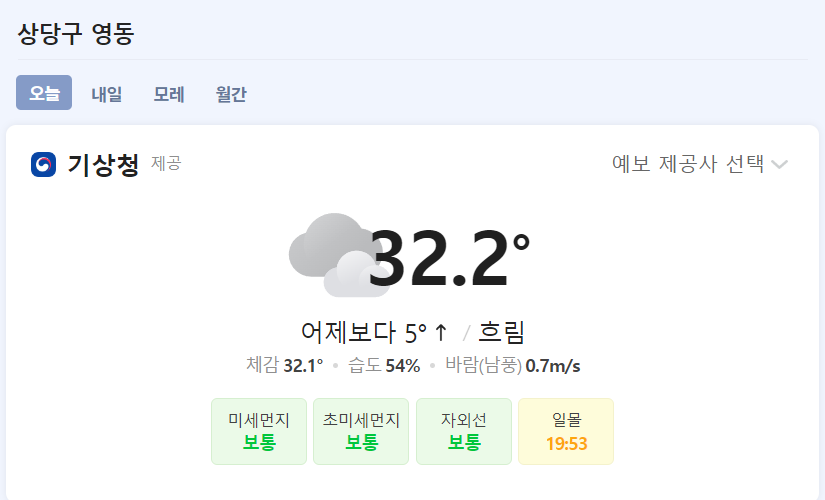 상당구 영동
오늘 내일 모레 월간
기상청 제공 예보 제공사 선택
32.2°
어제보다 5° ↑ / 흐림
체감 32.1° • 습도 54% • 바람(남풍) 0.7m/s
미세먼지 초미세먼지 자외선 일몰
보통 보통 보통 19:53